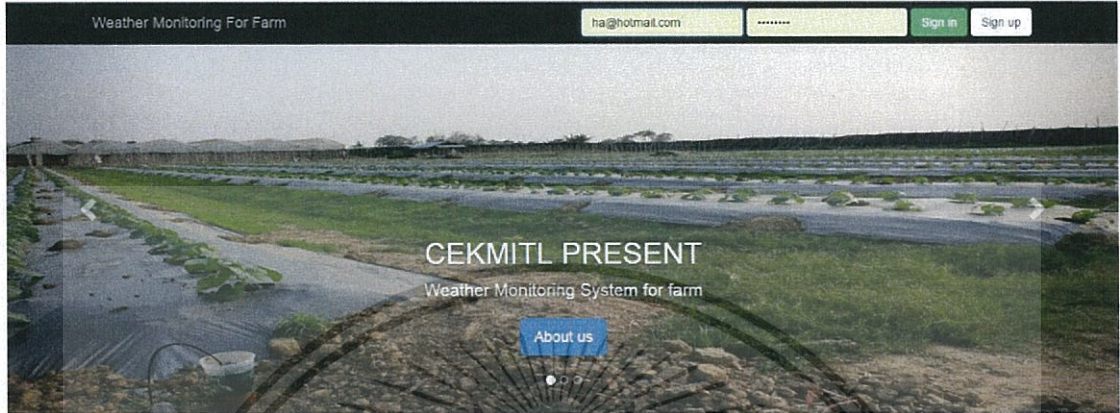 Weather Monitoring For Farm
ha@hotmail.com
••••••••
Sign in
Sign up
CEKMITL PRESENT
Weather Monitoring System for farm
About us